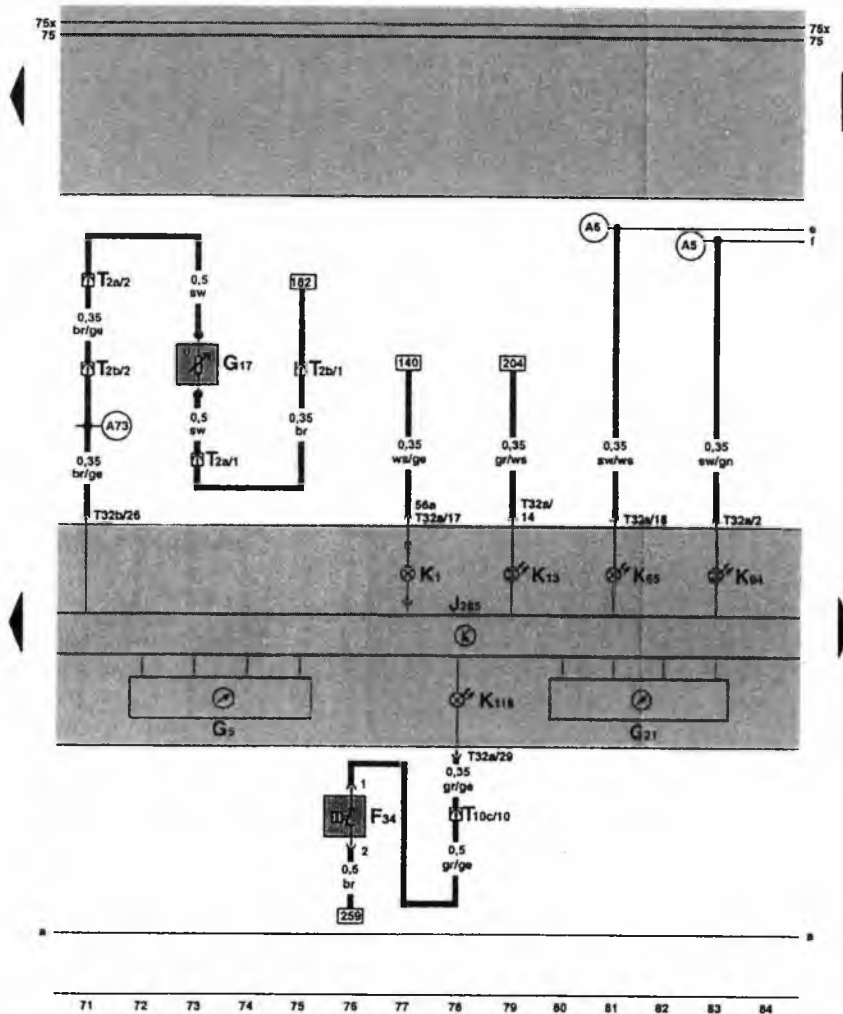 75x 75x
75 75
A6 e
A5 f
T2a/2 0,5 sw 182
0,35 br/ge
T2b/2 G17 T2b/1 140 204
A73 0,5 sw 0,35 br
0,35 br/ge T2a/1 0,35 ws/ge 0,35 gr/ws 0,35 sw/ws 0,35 sw/gn
T32b/26 56a T32a/17 T32a/14 T32a/18 T32a/2
K1 K13 K65 K94
J285
K
G5 K118 G21
T32a/29
1 0,35 gr/ge
F34 T10c/10
2
0,5 br 0,5 gr/ge
259
a a
71 72 73 74 75 76 77 78 79 80 81 82 83 84